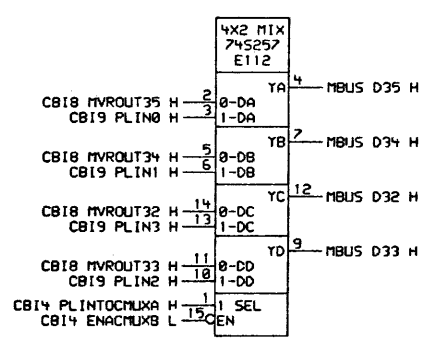 4X2 MIX
74S257
E112
YA 4 MBUS D35 H
CBI8 MVROUT35 H 2 0-DA
CBI9 PLIN0 H 3 1-DA
YB 7 MBUS D34 H
CBI8 MVROUT34 H 5 0-DB
CBI9 PLIN1 H 6 1-DB
YC 12 MBUS D32 H
CBI8 MVROUT32 H 14 0-DC
CBI9 PLIN3 H 13 1-DC
YD 9 MBUS D33 H
CBI8 MVROUT33 H 11 0-DD
CBI9 PLIN2 H 10 1-DD
CBI4 PLINTOCMUXA H 1 1 SEL
CBI4 ENACMUXB L 15 EN